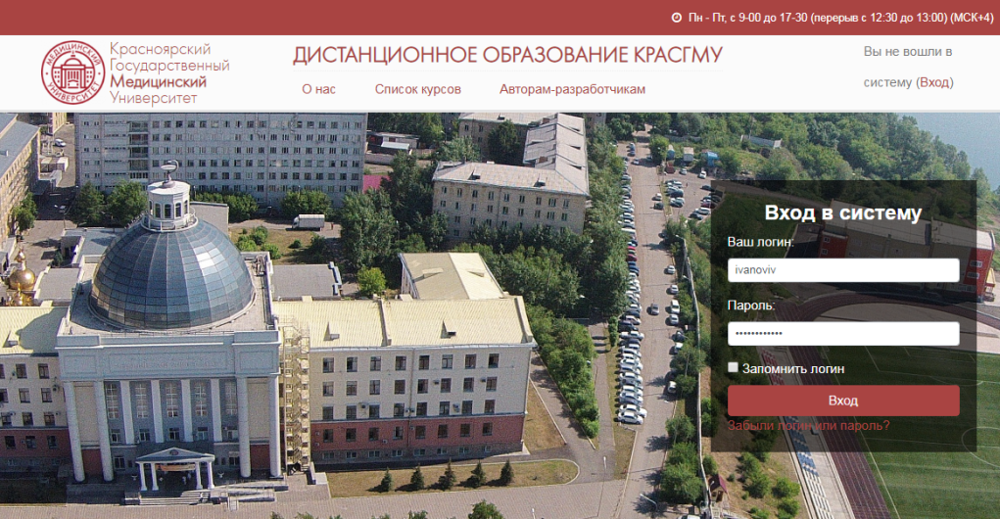 Пн - Пт, с 9-00 до 17-30 (перерыв с 12:30 до 13:00) (МСК+4)
МЕДИЦИНСКИЙ УНИВЕРСИТЕТ
Красноярский
Государственный
Медицинский
Университет
ДИСТАНЦИОННОЕ ОБРАЗОВАНИЕ КРАСГМУ
О нас Список курсов Авторам-разработчикам
Вы не вошли в
систему (Вход)
Вход в систему
Ваш логин:
ivanoviv
Пароль:
••••••••••••
Запомнить логин
Вход
Забыли логин или пароль?